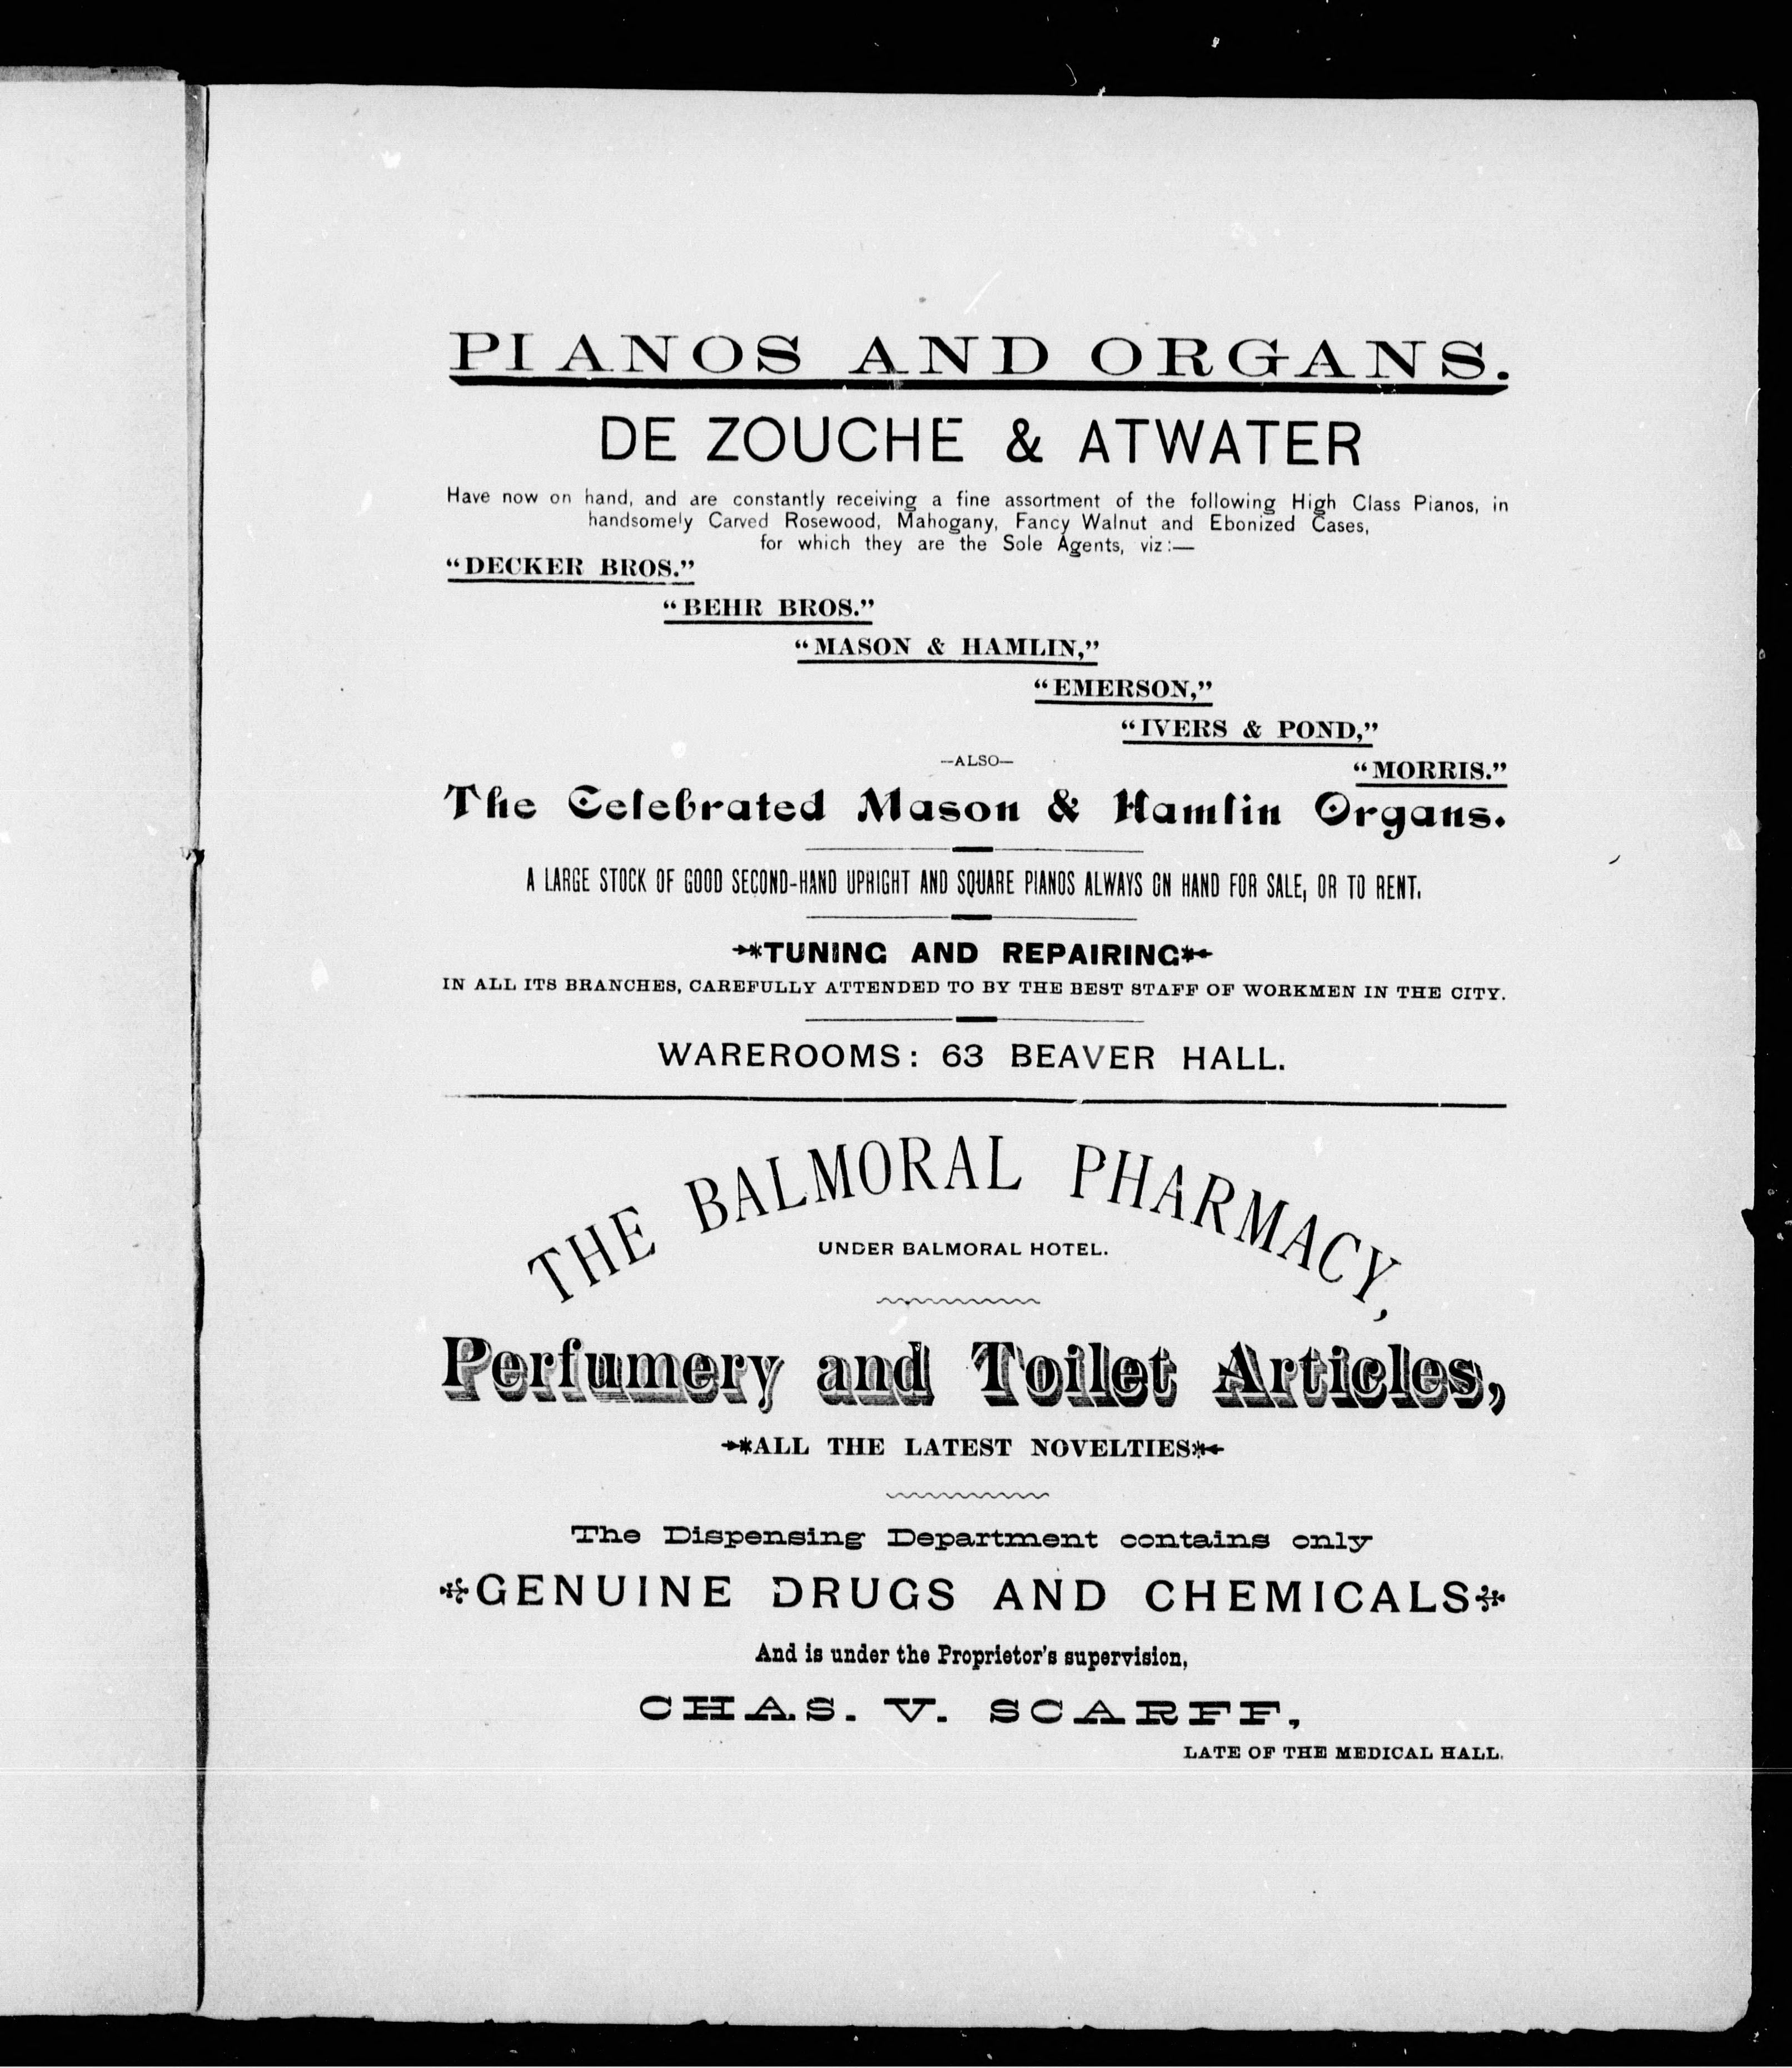 PIANOS AND ORGANS.
DE ZOUCHE & ATWATER
Have now on hand, and are constantly receiving a fine assortment of the following High Class Pianos, in
handsomely Carved Rosewood, Mahogany, Fancy Walnut and Ebonized Cases,
for which they are the Sole Agents, viz:—
“DECKER BROS.”
“BEHR BROS.”
“MASON & HAMLIN,”
“EMERSON,”
“IVERS & POND,”
“MORRIS.”
—ALSO—
The Celebrated Mason & Hamlin Organs.
A LARGE STOCK OF GOOD SECOND-HAND UPRIGHT AND SQUARE PIANOS ALWAYS ON HAND FOR SALE, OR TO RENT.
TUNING AND REPAIRING
IN ALL ITS BRANCHES, CAREFULLY ATTENDED TO BY THE BEST STAFF OF WORKMEN IN THE CITY.
WAREROOMS: 63 BEAVER HALL.
THE BALMORAL PHARMACY,
UNDER BALMORAL HOTEL.
Perfumery and Toilet Articles,
ALL THE LATEST NOVELTIES
The Dispensing Department contains only
GENUINE DRUGS AND CHEMICALS
And is under the Proprietor's supervision,
CHAS. V. SCARFF,
LATE OF THE MEDICAL HALL.